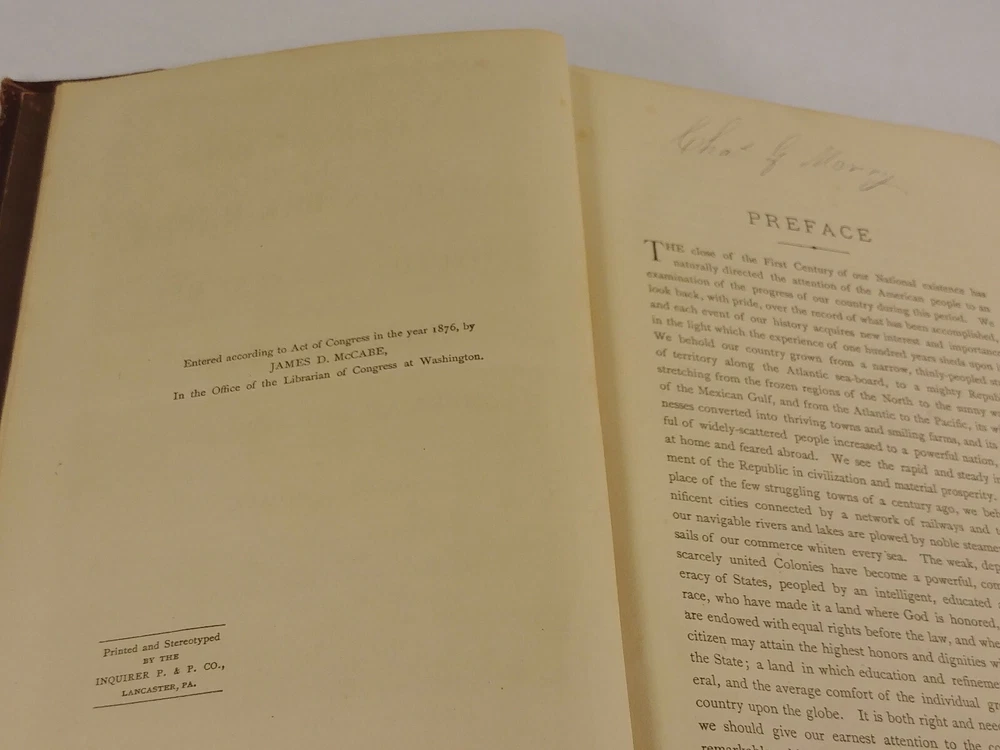 Entered according to Act of Congress in the year 1876, by
JAMES D. McCABE,
In the Office of the Librarian of Congress at Washington.
Printed and Stereotyped
BY THE
INQUIRER P. & P. CO.,
LANCASTER, PA.
Chas G
PREFACE
THE close of the First Century of our National existence has
naturally directed the attention of the American people to an
examination of the progress of our country during this period. We
look back, with pride, over the record of what has been accomplished,
and each event of our history acquires new interest and importance
in the light which the experience of one hundred years sheds upon
We behold our country grown from a narrow, thinly-peopled
of territory along the Atlantic sea-board, to a mighty
stretching from the frozen regions of the North to the sunny
of the Mexican Gulf, and from the Atlantic to the Pacific, its
nesses converted into thriving towns and smiling farms, and its
ful of widely-scattered people increased to a powerful nation,
at home and feared abroad. We see the rapid and steady
ment of the Republic in civilization and material prosperity.
place of the few struggling towns of a century ago, we
nificent cities connected by a network of railways and
our navigable rivers and lakes are plowed by noble
sails of our commerce whiten every sea. The weak,
scarcely united Colonies have become a powerful,
eracy of States, peopled by an intelligent, educated
race, who have made it a land where God is honored,
are endowed with equal rights before the law, and
citizen may attain the highest honors and dignities
the State; a land in which education and
eral, and the average comfort of the individual
country upon the globe. It is both right and
we should give our earnest attention to the